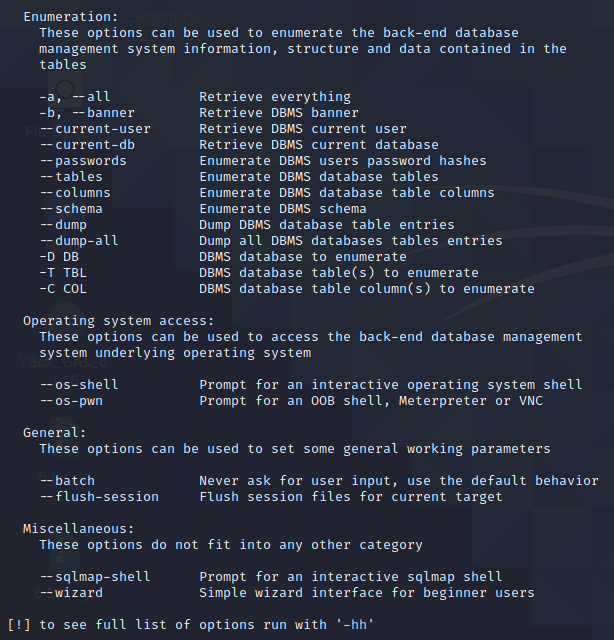 Screenshot
Enumeration:
These options can be used to enumerate the back-end database
management system information, structure and data contained in the
tables
-a, --all Retrieve everything
-b, --banner Retrieve DBMS banner
--current-user Retrieve DBMS current user
--current-db Retrieve DBMS current database
--passwords Enumerate DBMS users password hashes
--tables Enumerate DBMS database tables
--columns Enumerate DBMS database table columns
--schema Enumerate DBMS schema
--dump Dump DBMS database table entries
--dump-all Dump all DBMS databases tables entries
-D DB DBMS database to enumerate
-T TBL DBMS database table(s) to enumerate
-C COL DBMS database table column(s) to enumerate
Operating system access:
These options can be used to access the back-end database management
system underlying operating system
--os-shell Prompt for an interactive operating system shell
--os-pwn Prompt for an OOB shell, Meterpreter or VNC
General:
These options can be used to set some general working parameters
--batch Never ask for user input, use the default behavior
--flush-session Flush session files for current target
Miscellaneous:
These options do not fit into any other category
--sqlmap-shell Prompt for an interactive sqlmap shell
--wizard Simple wizard interface for beginner users
[!] to see full list of options run with '-hh'